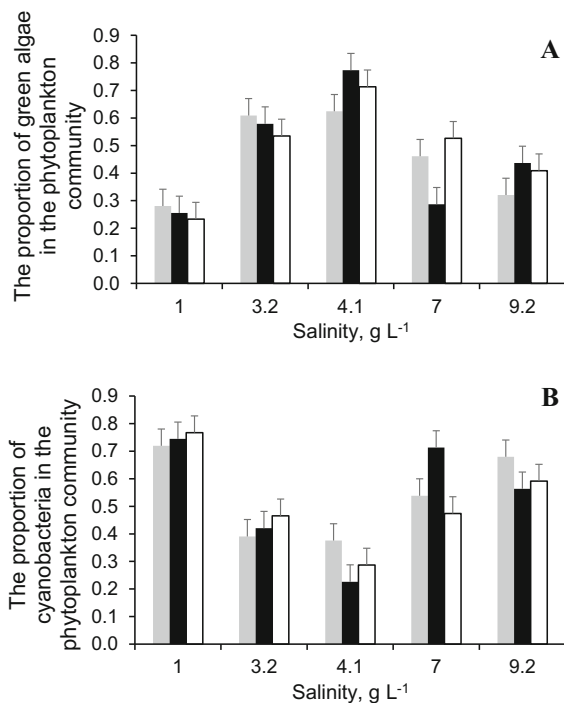 A
The proportion of green algae
in the phytoplankton
community
0.9
0.8
0.7
0.6
0.5
0.4
0.3
0.2
0.1
0.0
1 3.2 4.1 7 9.2
Salinity, g L⁻¹
B
The proportion of
cyanobacteria in the
phytoplankton community
0.9
0.8
0.7
0.6
0.5
0.4
0.3
0.2
0.1
0.0
1 3.2 4.1 7 9.2
Salinity, g L⁻¹